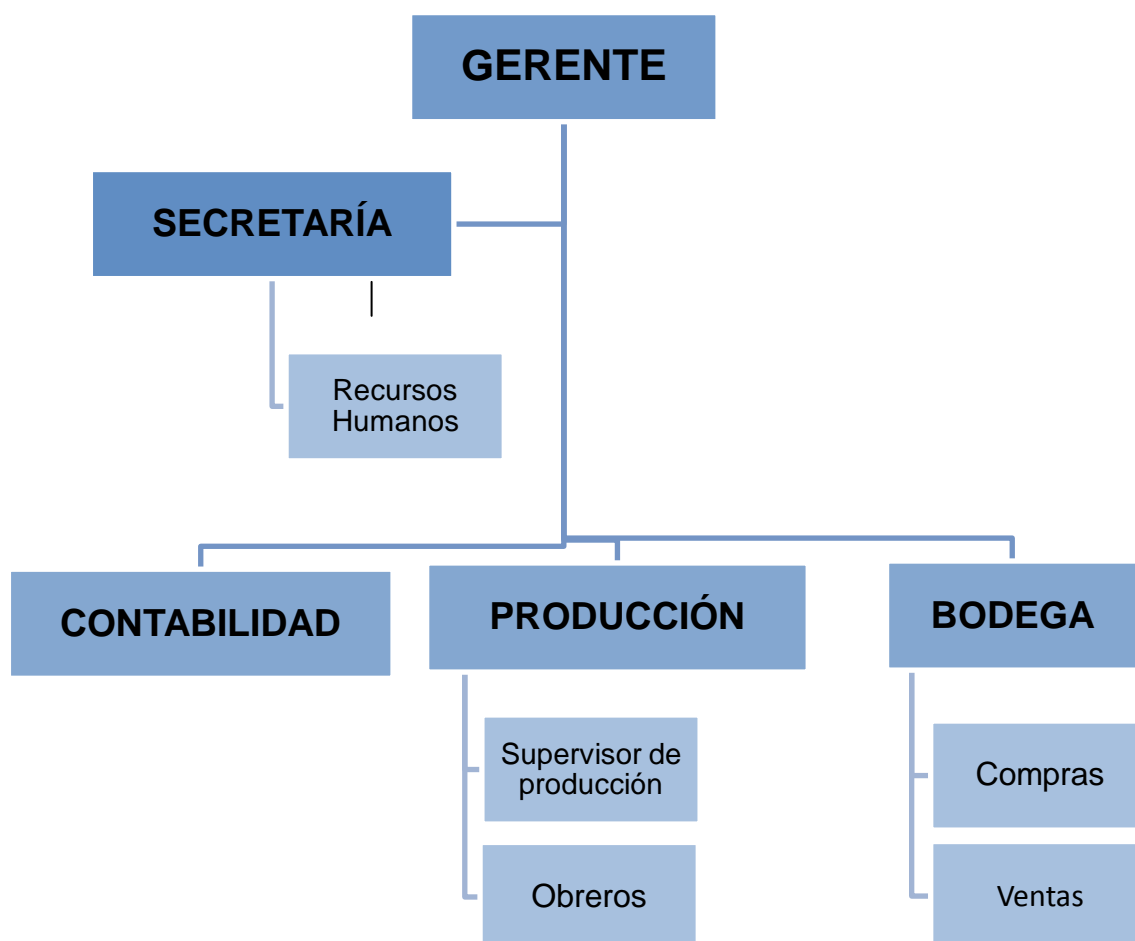 GERENTE
SECRETARÍA
Recursos
Humanos
CONTABILIDAD
PRODUCCIÓN
BODEGA
Supervisor de
producción
Compras
Obreros
Ventas